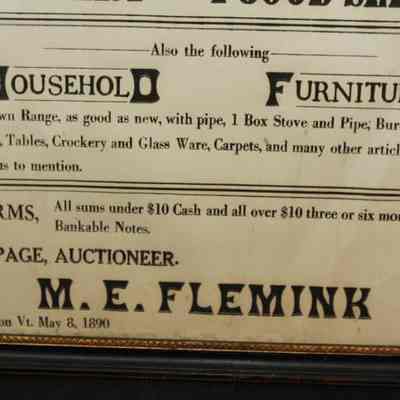 Also the following
HOUSEHOLD FURNITU
wn Range, as good as new, with pipe, 1 Box Stove and Pipe, Bur
, Tables, Crockery and Glass Ware, Carpets, and many other articl
us to mention.
RMS, All sums under $10 Cash and all over $10 three or six mo
Bankable Notes.
PAGE, AUCTIONEER.
M. E. FLEMINK
on Vt. May 8, 1890